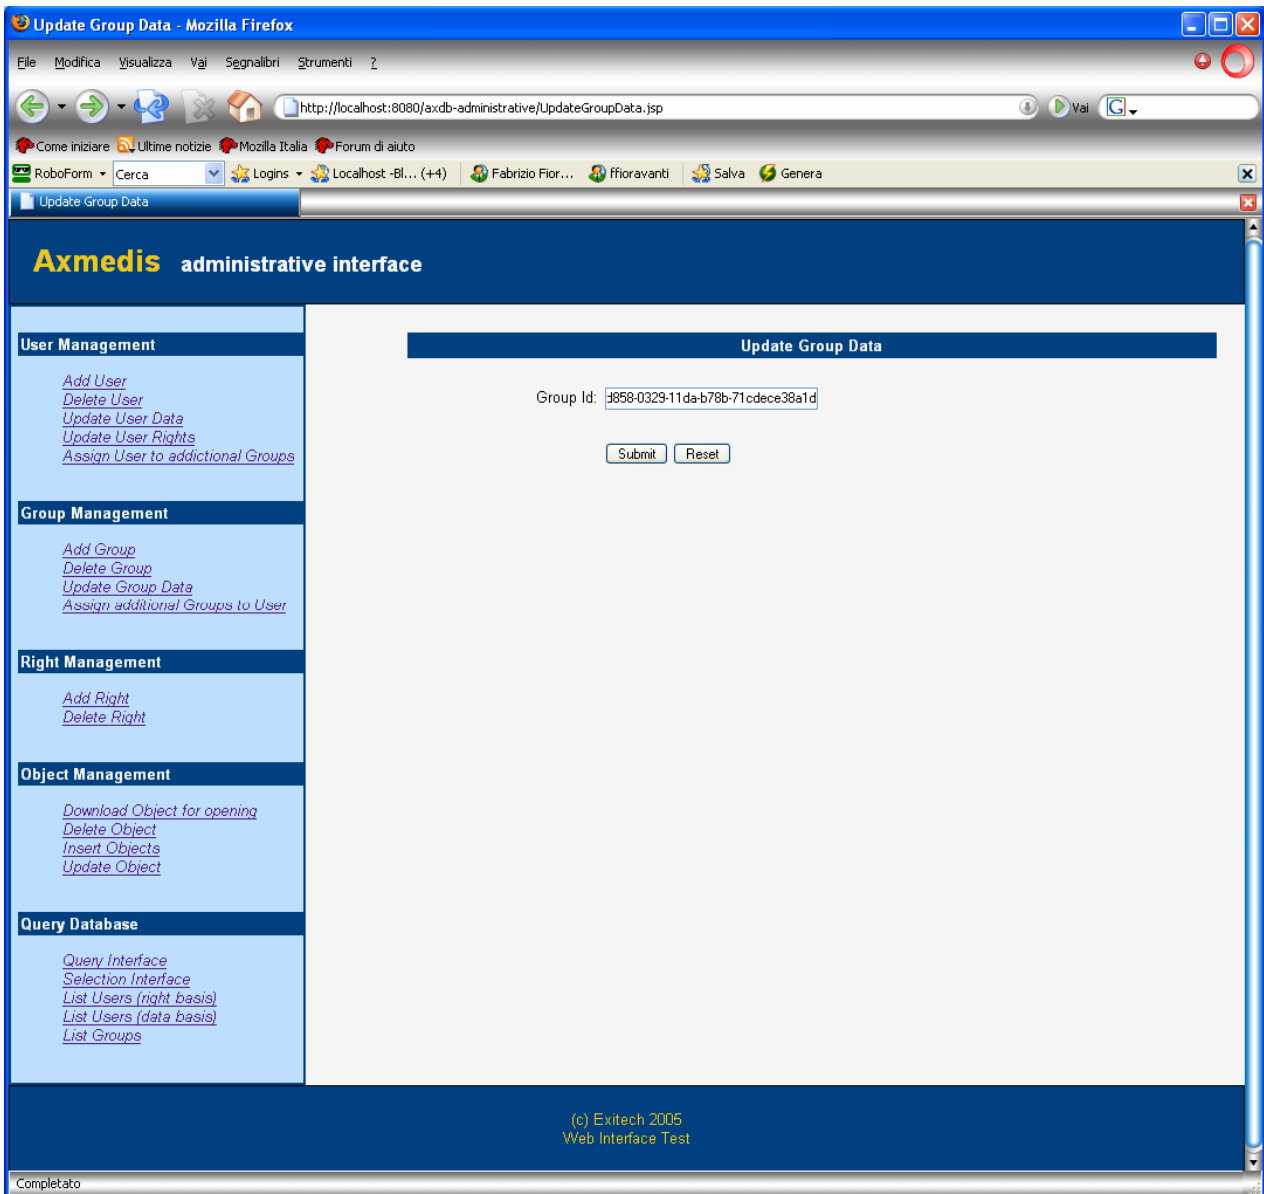 Update Group Data - Mozilla Firefox
File Modifica Visualizza Vai Segnalibri Strumenti ?
http://localhost:8080/axdb-administrative/UpdateGroupData.jsp Vai G
Come iniziare Ultime notizie Mozilla Italia Forum di aiuto
RoboForm Cerca Logins Localhost -Bl... (+4) Fabrizio Fior... ffioravanti Salva Genera
Update Group Data
Axmedis administrative interface
User Management
Add User
Delete User
Update User Data
Update User Rights
Assign User to addictional Groups
Group Management
Add Group
Delete Group
Update Group Data
Assign additional Groups to User
Right Management
Add Right
Delete Right
Object Management
Download Object for opening
Delete Object
Insert Objects
Update Object
Query Database
Query Interface
Selection Interface
List Users (right basis)
List Users (data basis)
List Groups
Update Group Data
Group Id: d858-0329-11da-b78b-71cdece38a1d
Submit Reset
(c) Exitech 2005
Web Interface Test
Completato